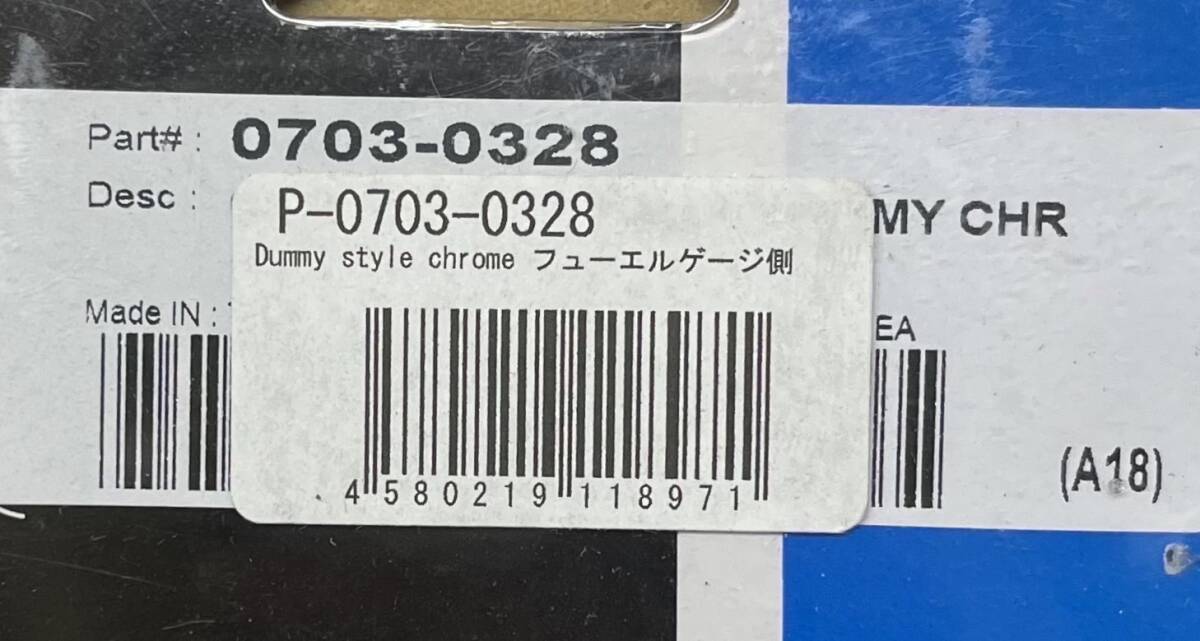 Part# : 0703-0328
Desc :
P-0703-0328
MY CHR
Dummy style chrome フューエルゲージ側
Made IN :
EA
4 580219 118971
(A18)